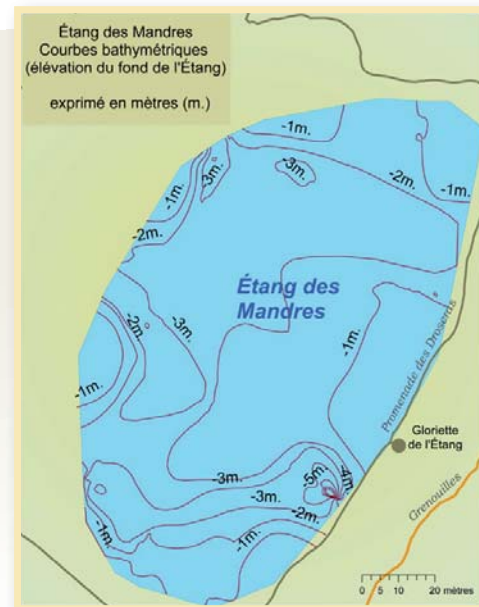 Étang des Mandres
Courbes bathymétriques
(élévation du fond de l'Étang)
exprimé en mètres (m.)
-1m.
-3m.
-3m.
-2m.
-1m.
-1m.
-2m.
Étang des
Mandres
-3m.
-2m.
-1m.
-1m.
Promenade des Droseras
Gloriette
de l'Étang
-3m.
-5m.
-4m.
-3m.
-2m.
-1m.
-1m.
Grenouilles
0 5 10 20 mètres